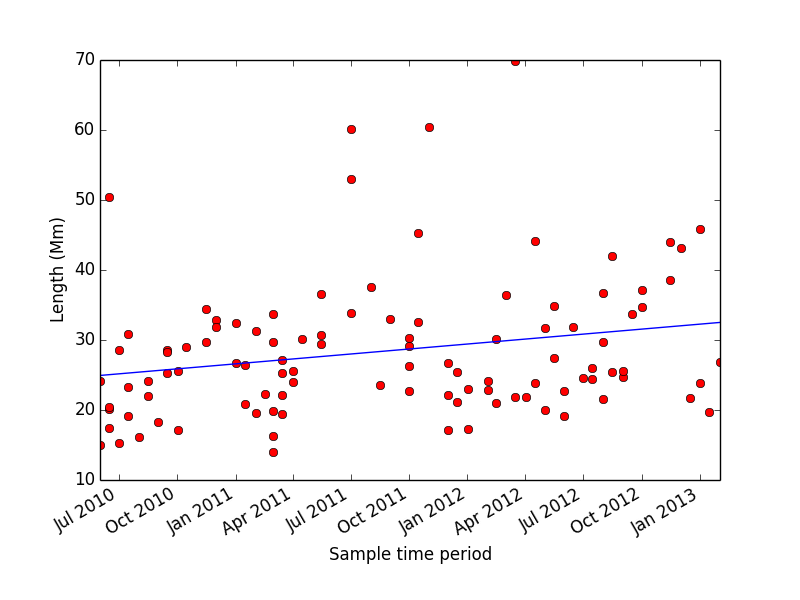 70
60
50
40
30
20
10
Length (Mm)
Jul 2010
Oct 2010
Jan 2011
Apr 2011
Jul 2011
Oct 2011
Jan 2012
Apr 2012
Jul 2012
Oct 2012
Jan 2013
Sample time period